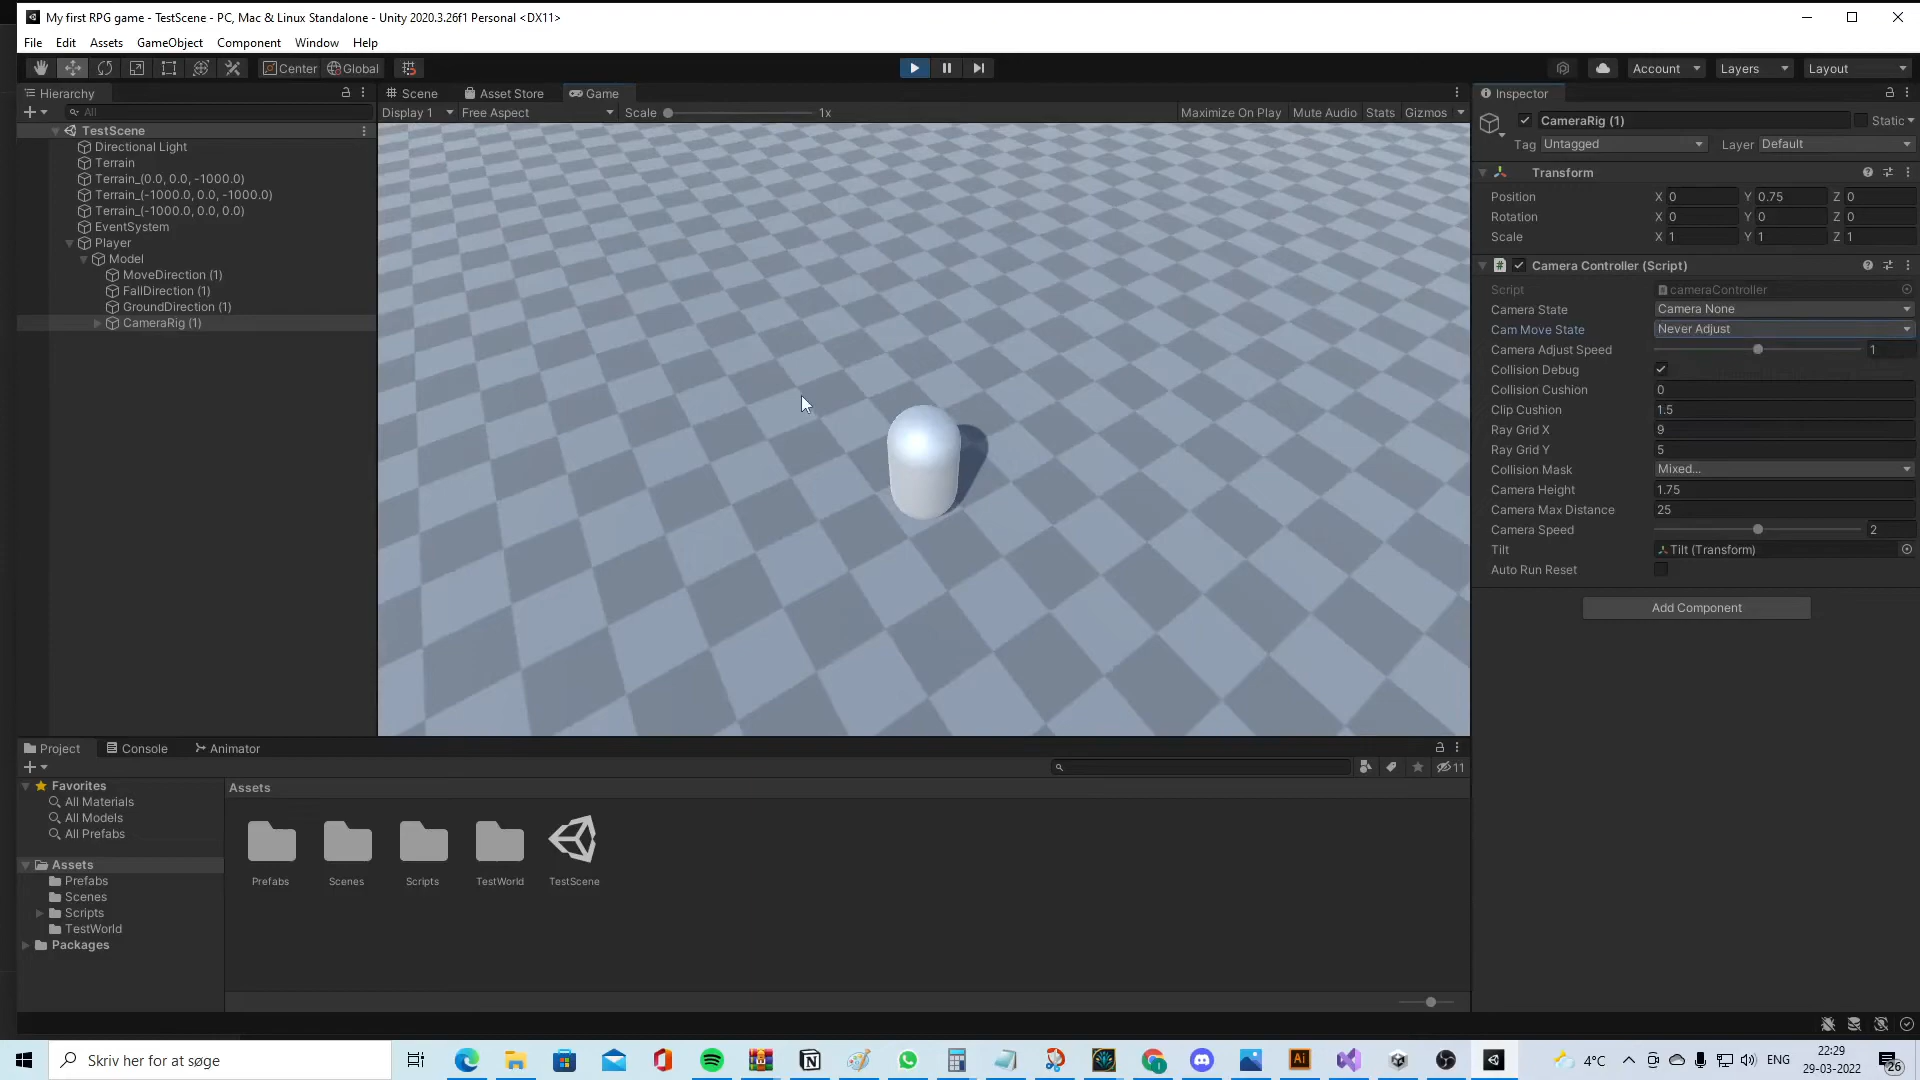 My first RPG game - TestScene - PC, Mac & Linux Standalone - Unity 2020.3.26f1 Personal <DX11>
File Edit Assets GameObject Component Window Help
Center Global Account Layers Layout
Hierarchy
All
TestScene
Directional Light
Terrain
Terrain_(0.0, 0.0, -1000.0)
Terrain_(-1000.0, 0.0, -1000.0)
Terrain_(-1000.0, 0.0, 0.0)
EventSystem
Player
Model
MoveDirection (1)
FallDirection (1)
GroundDirection (1)
CameraRig (1)
Scene Asset Store Game
Display 1 Free Aspect Scale 1x Maximize On Play Mute Audio Stats Gizmos
Inspector
CameraRig (1) Static
Tag Untagged Layer Default
Transform
Position X 0 Y 0.75 Z 0
Rotation X 0 Y 0 Z 0
Scale X 1 Y 1 Z 1
# Camera Controller (Script)
Script cameraController
Camera State Camera None
Cam Move State Never Adjust
Camera Adjust Speed 1
Collision Debug
Collision Cushion 0
Clip Cushion 1.5
Ray Grid X 9
Ray Grid Y 5
Collision Mask Mixed...
Camera Height 1.75
Camera Max Distance 25
Camera Speed 2
Tilt Tilt (Transform)
Auto Run Reset
Add Component
Project Console Animator
11
Favorites
All Materials
All Models
All Prefabs
Assets
Prefabs
Scenes
Scripts
TestWorld
Packages
Assets
Prefabs Scenes Scripts TestWorld TestScene
Skriv her for at søge
4°C ENG 22:29
29-03-2022
26